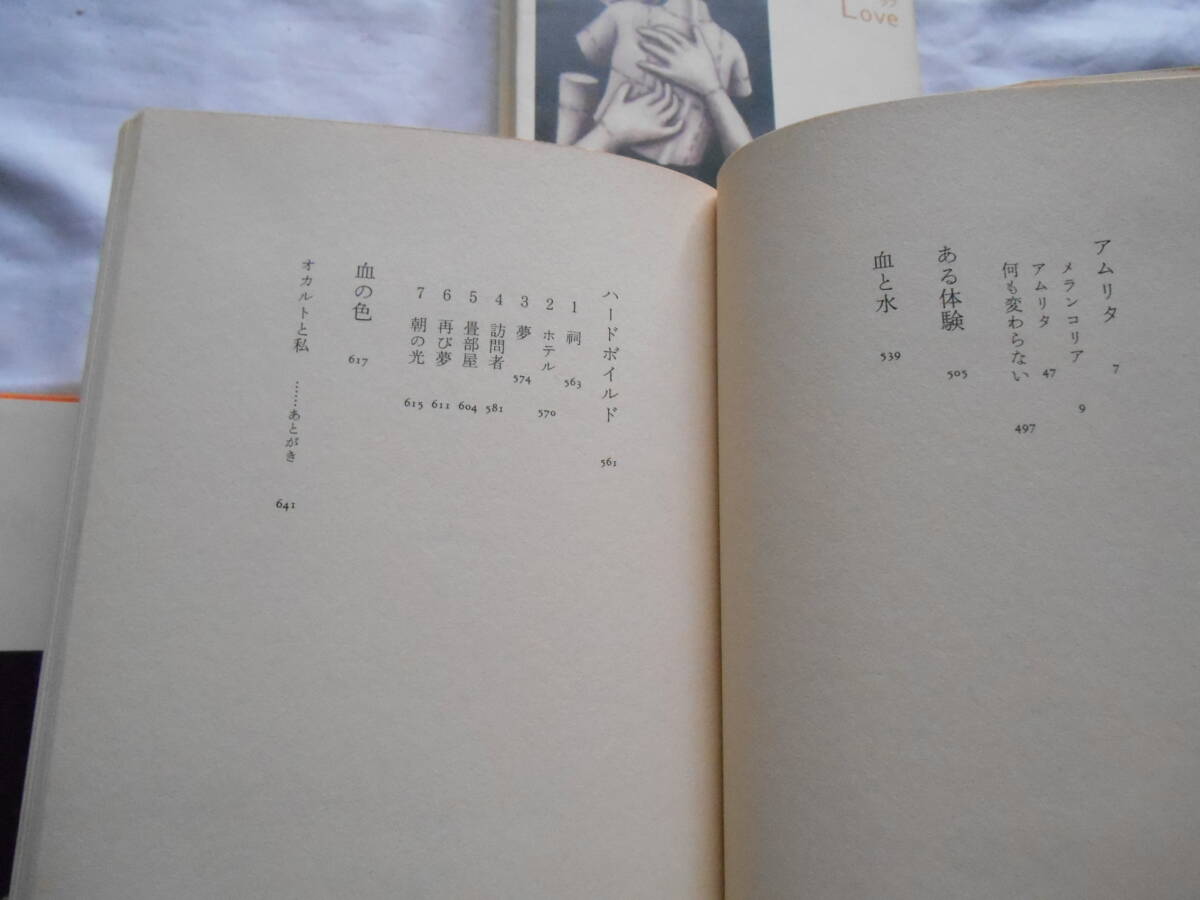 Love
アムリタ 7
メランコリア 9
アムリタ 47
何も変わらない 497
ある体験 505
血と水 539
ハードボイルド 561
1 祠 563
2 ホテル 570
3 夢 574
4 訪問者 581
5 畳部屋 604
6 再び夢 611
7 朝の光 615
血の色 617
オカルトと私 ……あとがき 641